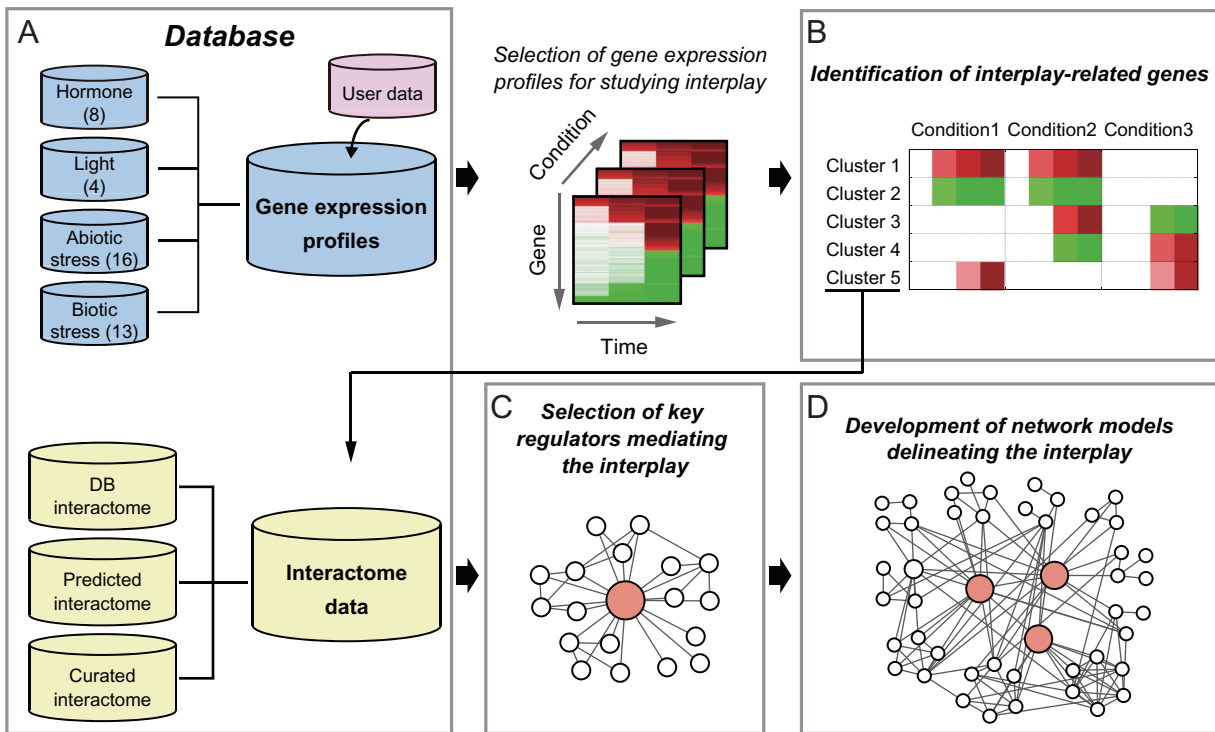 A
Database
Hormone
(8)
Light
(4)
Abiotic
stress (16)
Biotic
stress (13)
User data
Gene expression
profiles
Selection of gene expression
profiles for studying interplay
Condition
Gene
Time
B
Identification of interplay-related genes
Condition1 Condition2 Condition3
Cluster 1
Cluster 2
Cluster 3
Cluster 4
Cluster 5
DB
interactome
Predicted
interactome
Curated
interactome
Interactome
data
C
Selection of key
regulators mediating
the interplay
D
Development of network models
delineating the interplay